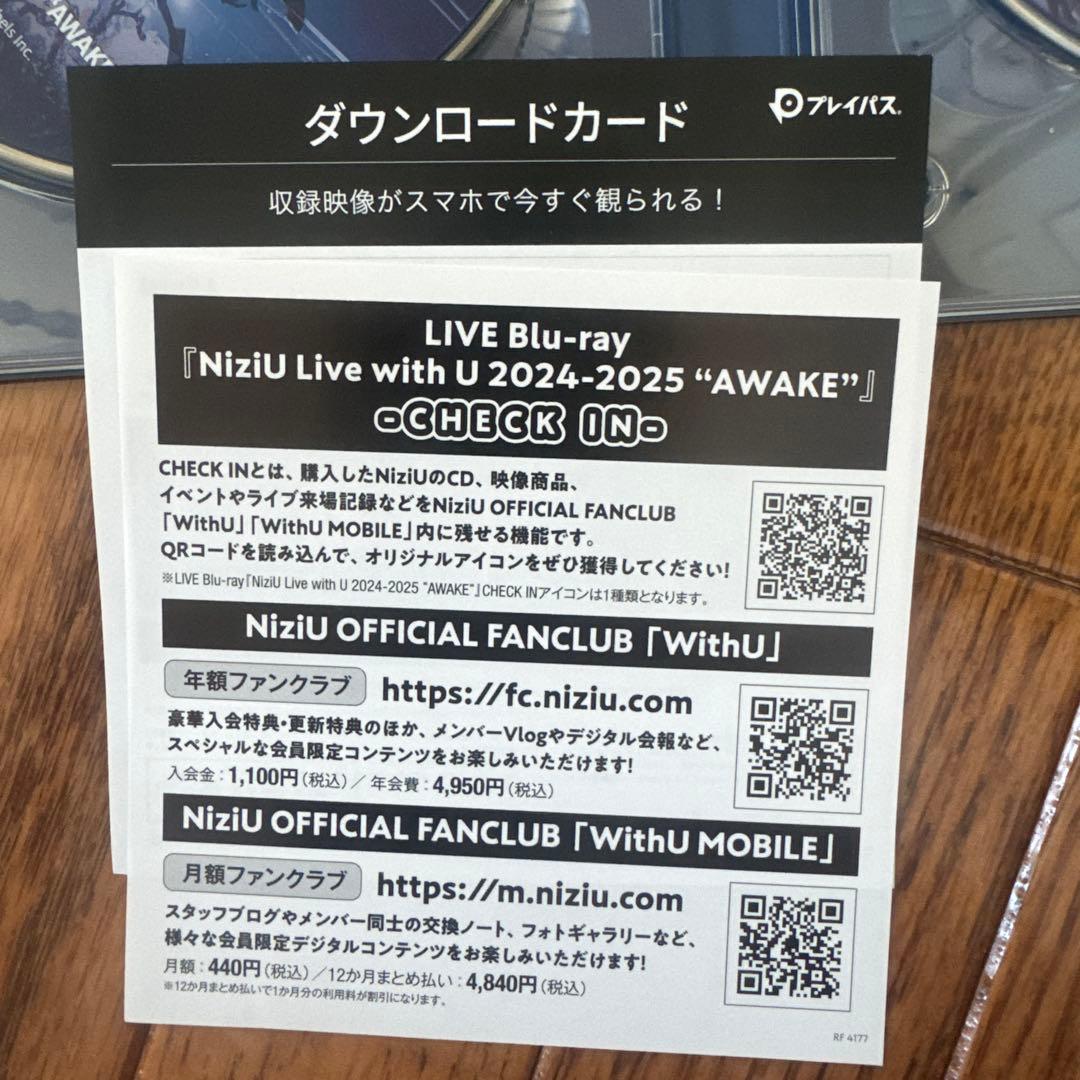 "AWAK
els Inc.
ダウンロードカード
プレイパス®
収録映像がスマホで今すぐ観られる！
LIVE Blu-ray
『NiziU Live with U 2024-2025 “AWAKE”』
-CHECK IN-
CHECK INとは、購入したNiziUのCD、映像商品、
イベントやライブ来場記録などをNiziU OFFICIAL FANCLUB
「WithU」「WithU MOBILE」内に残せる機能です。
QRコードを読み込んで、オリジナルアイコンをぜひ獲得してください！
※LIVE Blu-ray『NiziU Live with U 2024-2025 "AWAKE"』CHECK INアイコンは1種類となります。
NiziU OFFICIAL FANCLUB「WithU」
年額ファンクラブ https://fc.niziu.com
豪華入会特典・更新特典のほか、メンバーVlogやデジタル会報など、
スペシャルな会員限定コンテンツをお楽しみいただけます！
入会金：1,100円（税込）／ 年会費：4,950円（税込）
NiziU OFFICIAL FANCLUB「WithU MOBILE」
月額ファンクラブ https://m.niziu.com
スタッフブログやメンバー同士の交換ノート、フォトギャラリーなど、
様々な会員限定デジタルコンテンツをお楽しみいただけます！
月額：440円（税込）／12か月まとめ払い：4,840円（税込）
※12か月まとめ払いで1か月分の利用料が割引になります。
RF 4177